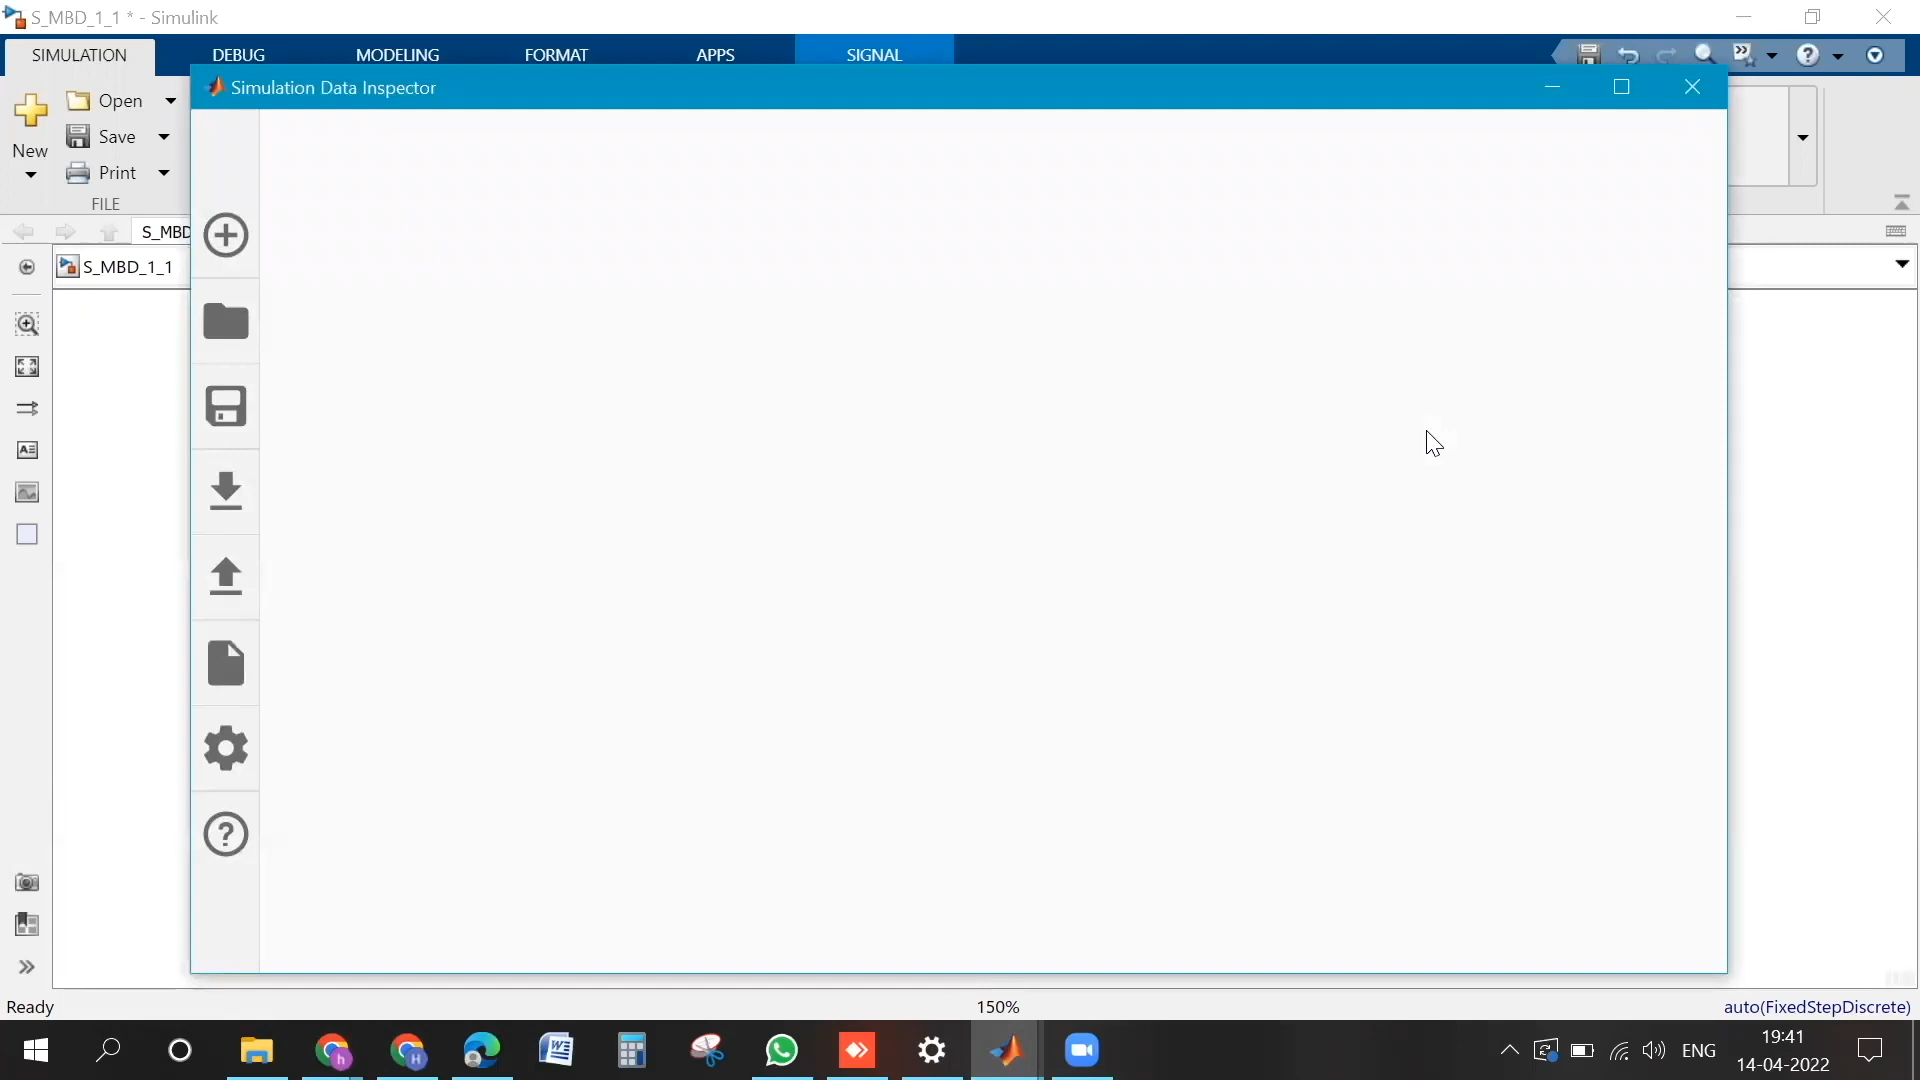 S_MBD_1_1 * - Simulink
SIMULATION DEBUG MODELING FORMAT APPS SIGNAL
Simulation Data Inspector
Open
Save
New
Print
FILE
S_MBD
S_MBD_1_1
Ready 150% auto(FixedStepDiscrete)
ENG
19:41
14-04-2022